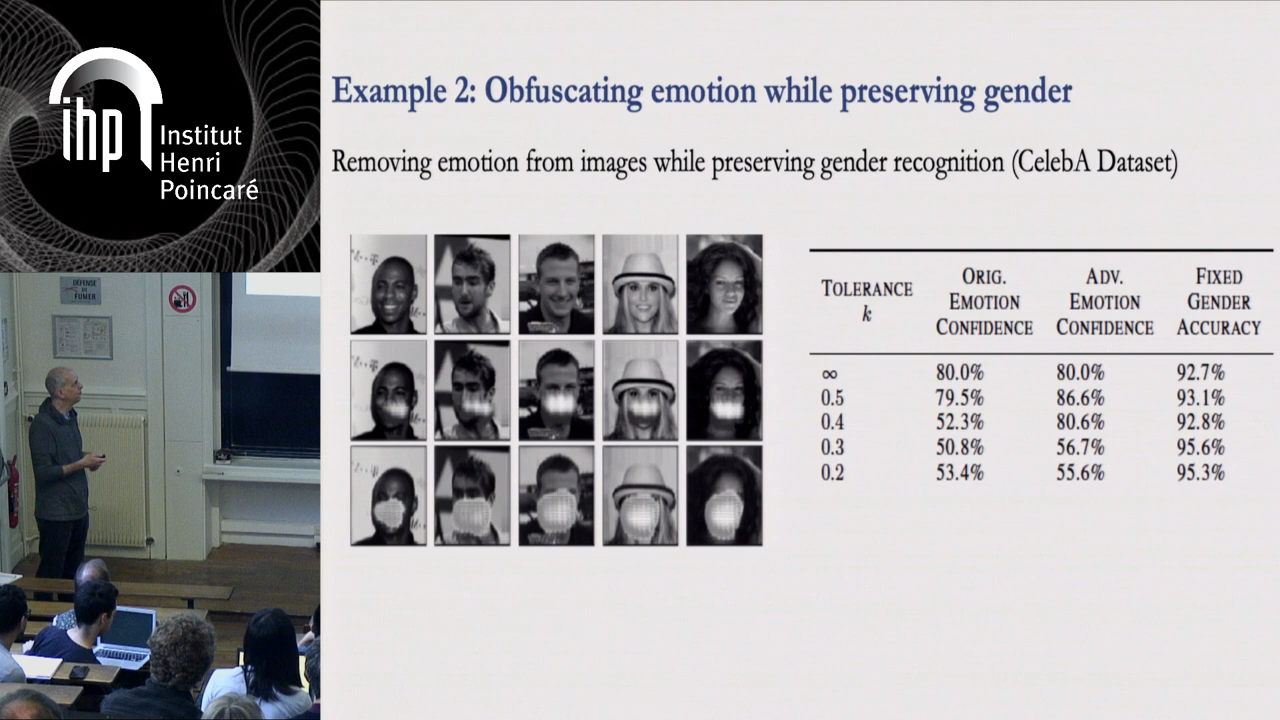 ihp
Institut
Henri
Poincaré
DÉFENSE
DE
FUMER
Example 2: Obfuscating emotion while preserving gender
Removing emotion from images while preserving gender recognition (CelebA Dataset)
TOLERANCE k ORIG. EMOTION CONFIDENCE ADV. EMOTION CONFIDENCE FIXED GENDER ACCURACY
∞ 80.0% 80.0% 92.7%
0.5 79.5% 86.6% 93.1%
0.4 52.3% 80.6% 92.8%
0.3 50.8% 56.7% 95.6%
0.2 53.4% 55.6% 95.3%